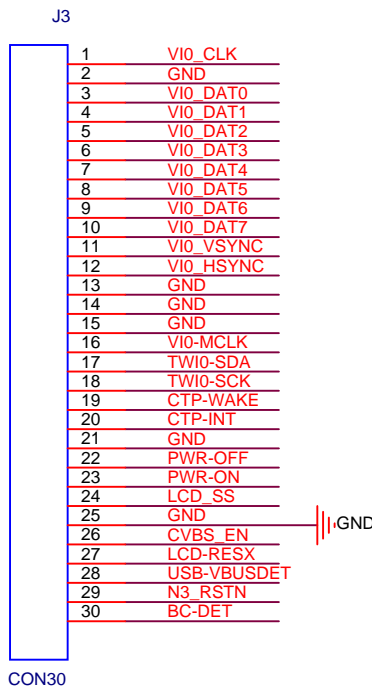 J3
1 VI0_CLK
2 GND
3 VI0_DAT0
4 VI0_DAT1
5 VI0_DAT2
6 VI0_DAT3
7 VI0_DAT4
8 VI0_DAT5
9 VI0_DAT6
10 VI0_DAT7
11 VI0_VSYNC
12 VI0_HSYNC
13 GND
14 GND
15 GND
16 VI0-MCLK
17 TWI0-SDA
18 TWI0-SCK
19 CTP-WAKE
20 CTP-INT
21 GND
22 PWR-OFF
23 PWR-ON
24 LCD_SS
25 GND GND
26 CVBS_EN
27 LCD-RESX
28 USB-VBUSDET
29 N3_RSTN
30 BC-DET
CON30